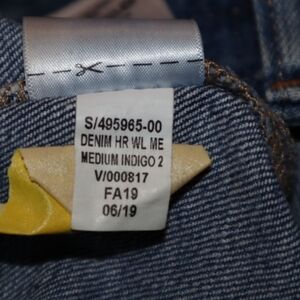 S/495965-00
DENIM HR WL ME
MEDIUM INDIGO 2
V/000817
FA19
06/19